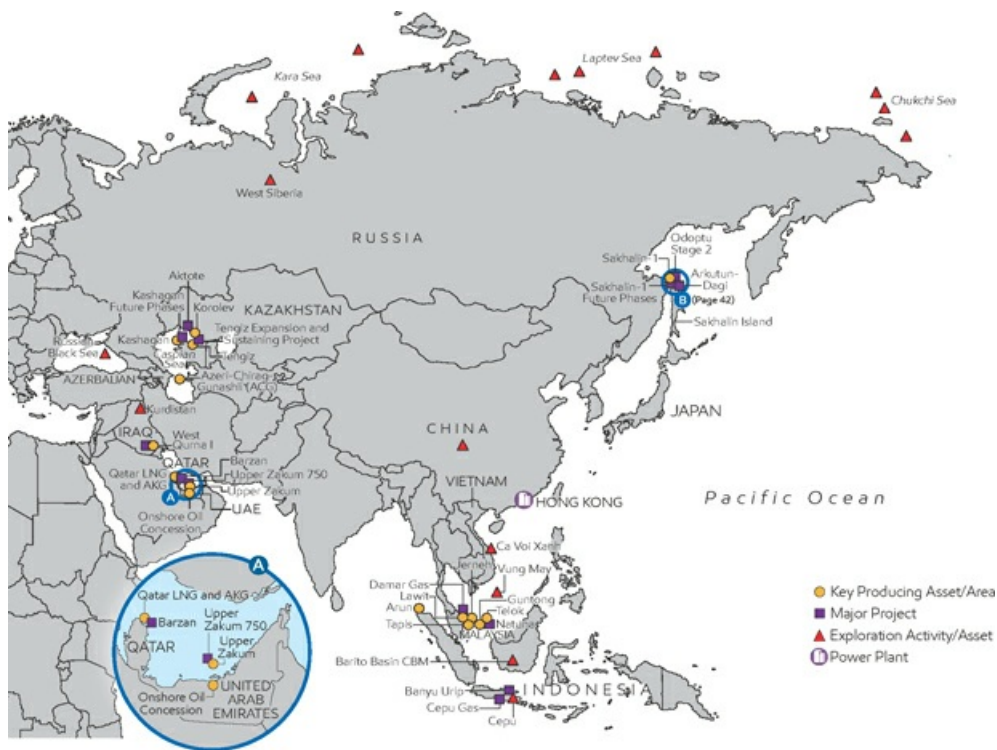 Kara Sea
Laptev Sea
Chukchi Sea
West Siberia
RUSSIA
Odoptu
Stage 2
Sakhalin-1
Sakhalin-1
Future Phases
Arkutun-
Dagi
B
(Page 42)
Sakhalin Island
Aktote
Kashagan
Future Phases
Korolev
KAZAKHSTAN
Kashagan
Tengiz Expansion and
Sustaining Project
Tengiz
Caspian
Sea
Russian
Black Sea
AZERBAIJAN
Azeri-Chirag-
Gunashli (ACG)
Kurdistan
IRAQ
West
Qurna I
QATAR
Qatar LNG
and AKG
A
Barzan
Upper Zakum 750
Upper Zakum
UAE
Onshore Oil
Concession
CHINA
JAPAN
VIETNAM
HONG KONG
Pacific Ocean
Ca Voi Xanh
Jerneh
Vung May
Damar Gas
Lawit
Guntong
Arun
Telok
Tapis
Natuna
MALAYSIA
Barito Basin CBM
Banyu Urip
INDONESIA
Cepu Gas
Cepu
A
Qatar LNG and AKG
Barzan
Upper
Zakum 750
Upper
Zakum
QATAR
Onshore Oil
Concession
UNITED
ARAB
EMIRATES
Key Producing Asset/Area
Major Project
Exploration Activity/Asset
Power Plant